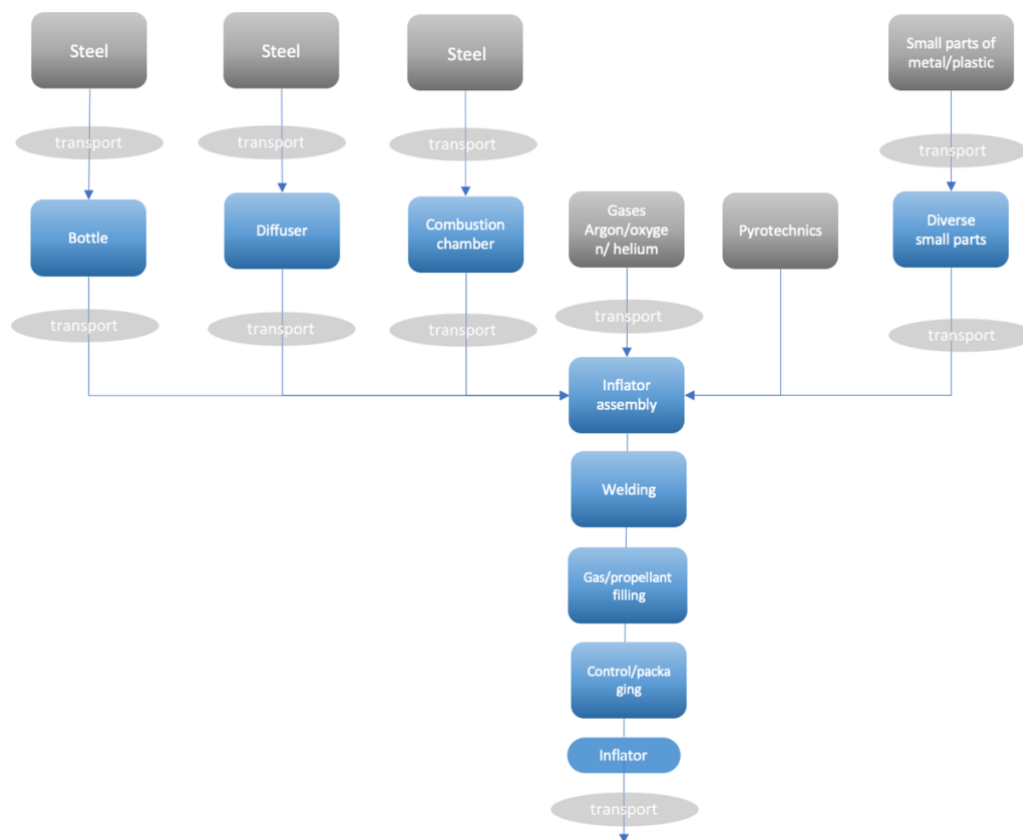 Steel
Steel
Steel
Small parts of
metal/plastic
transport
transport
transport
transport
Bottle
Diffuser
Combustion
chamber
Gases
Argon/oxyge
n/ helium
Pyrotechnics
Diverse
small parts
transport
transport
transport
transport
transport
Inflator
assembly
Welding
Gas/propellant
filling
Control/packa
ging
Inflator
transport